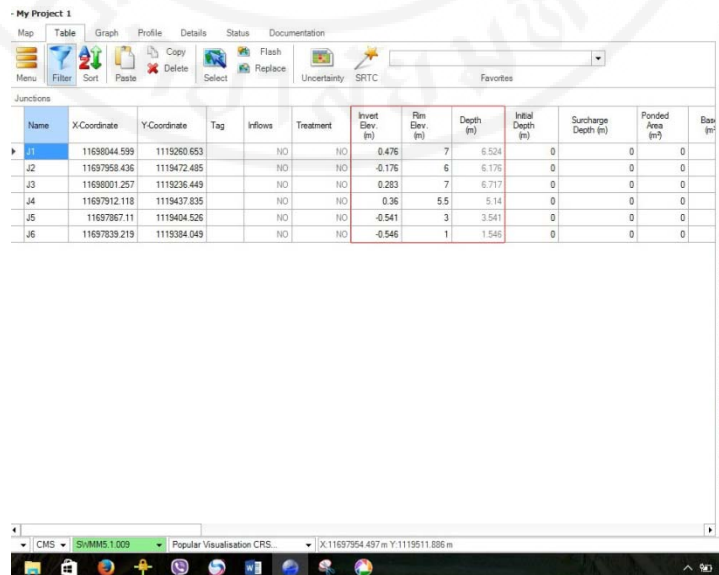 - My Project 1
Map Table Graph Profile Details Status Documentation
Menu Filter Sort Paste Copy Delete Select Flash Replace Uncertainty SRTC Favorites
Junctions
Name X-Coordinate Y-Coordinate Tag Inflows Treatment Invert Elev. (m) Rim Elev. (m) Depth (m) Initial Depth (m) Surcharge Depth (m) Ponded Area (m²)
J1 11698044.599 1119260.653 NO NO 0.476 7 6.524 0 0 0
J2 11697958.436 1119472.485 NO NO -0.176 6 6.176 0 0 0
J3 11698001.257 1119236.449 NO NO 0.283 7 6.717 0 0 0
J4 11697912.118 1119437.835 NO NO 0.36 5.5 5.14 0 0 0
J5 11697867.11 1119404.526 NO NO -0.541 3 3.541 0 0 0
J6 11697839.219 1119384.049 NO NO -0.546 1 1.546 0 0 0
CMS SWMM5.1.009 Popular Visualisation CRS... X:11697954.497 m Y:1119511.886 m